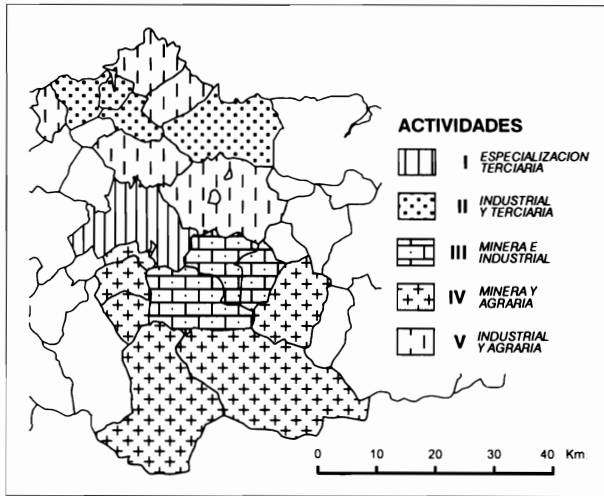 ACTIVIDADES
I ESPECIALIZACION
TERCIARIA
II INDUSTRIAL
Y TERCIARIA
III MINERA E
INDUSTRIAL
IV MINERA Y
AGRARIA
V INDUSTRIAL
Y AGRARIA
0 10 20 30 40 Km.